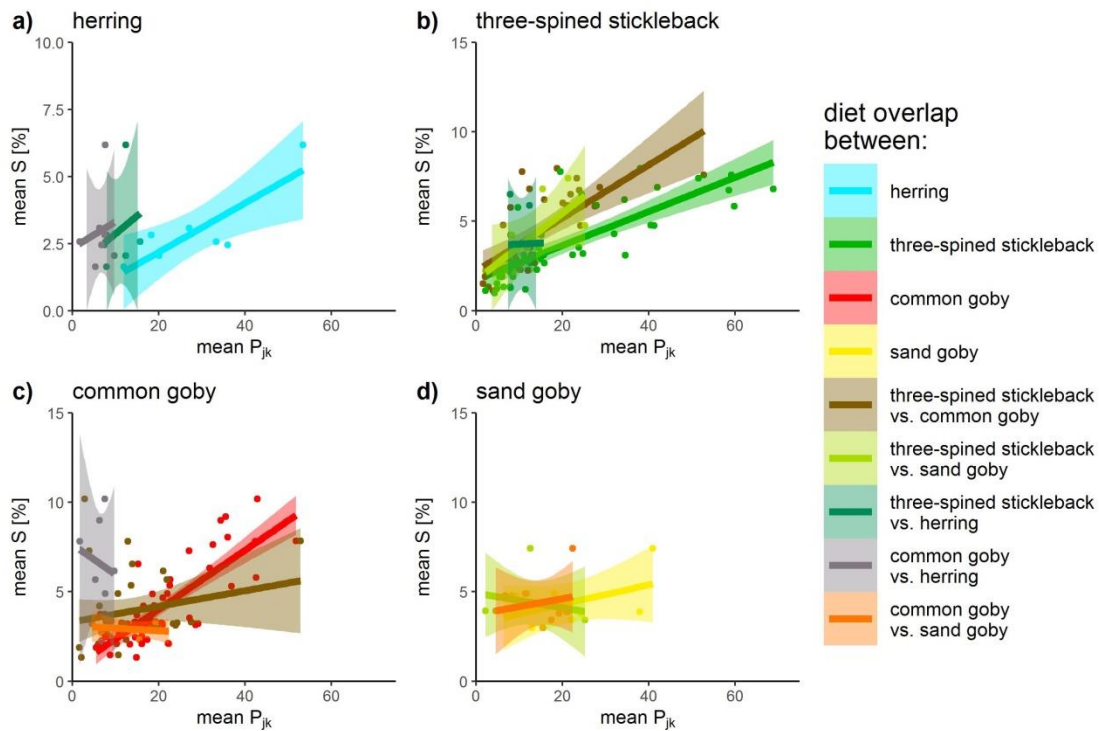 a) herring
10.0
7.5
5.0
2.5
0.0
mean S [%]
0 20 40 60
mean Pjk
b) three-spined stickleback
15
10
5
0
mean S [%]
0 20 40 60
mean Pjk
c) common goby
15
10
5
0
mean S [%]
0 20 40 60
mean Pjk
d) sand goby
15
10
5
0
mean S [%]
0 20 40 60
mean Pjk
diet overlap
between:
herring
three-spined stickleback
common goby
sand goby
three-spined stickleback
vs. common goby
three-spined stickleback
vs. sand goby
three-spined stickleback
vs. herring
common goby
vs. herring
common goby
vs. sand goby